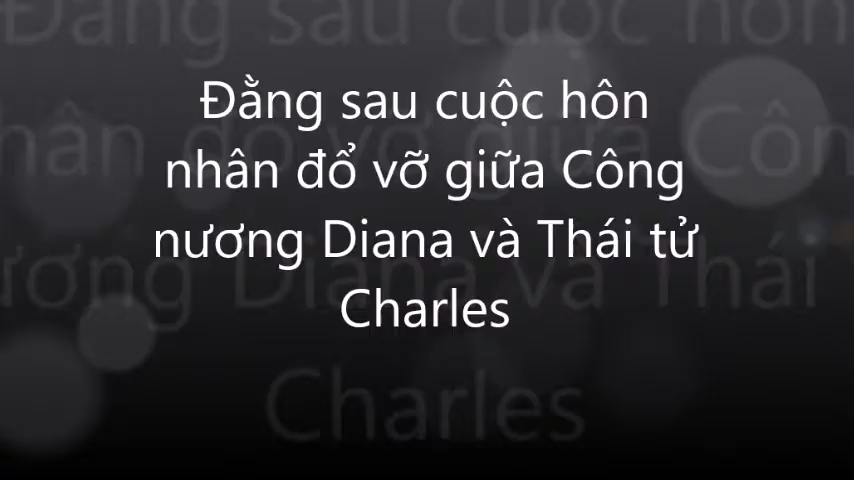 Đằng sau cuộc hôn
nhân đổ vỡ giữa Công
nương Diana và Thái tử
Charles